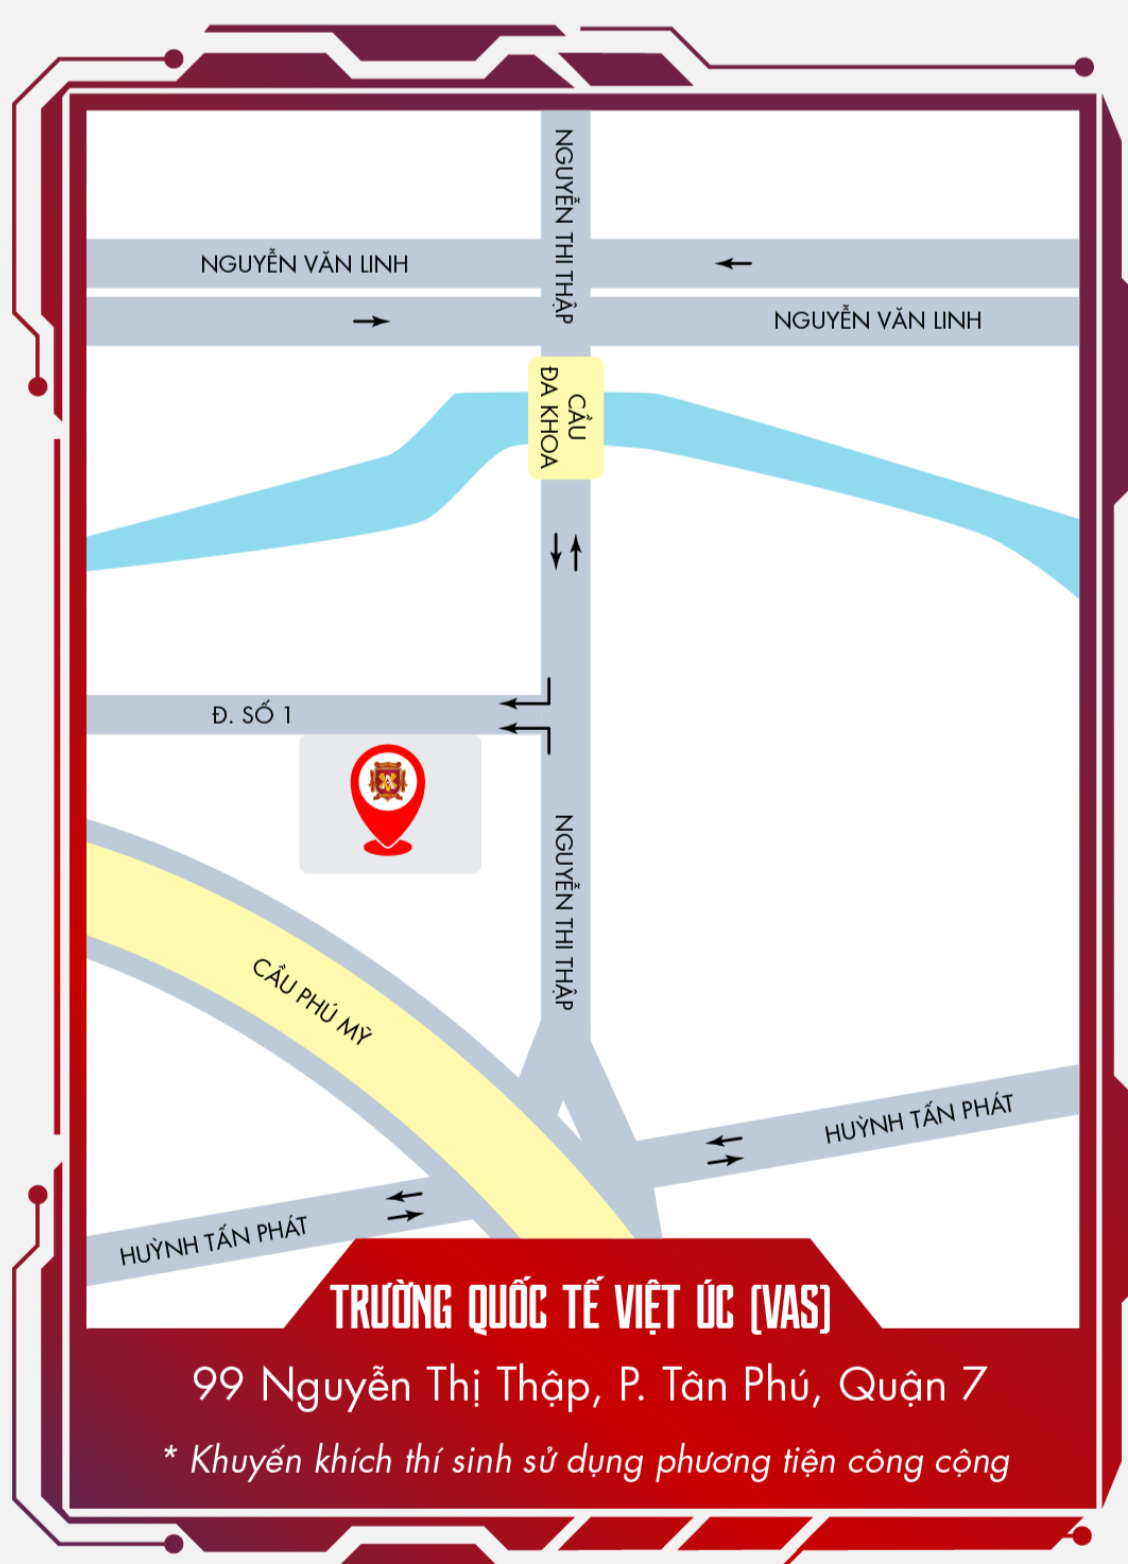 NGUYỄN THỊ THẬP
NGUYỄN VĂN LINH
NGUYỄN VĂN LINH
CẦU
ĐA KHOA
Đ. SỐ 1
NGUYỄN THỊ THẬP
CẦU PHÚ MỸ
HUỲNH TẤN PHÁT
HUỲNH TẤN PHÁT
TRƯỜNG QUỐC TẾ VIỆT ÚC (VAS)
99 Nguyễn Thị Thập, P. Tân Phú, Quận 7
* Khuyến khích thí sinh sử dụng phương tiện công cộng